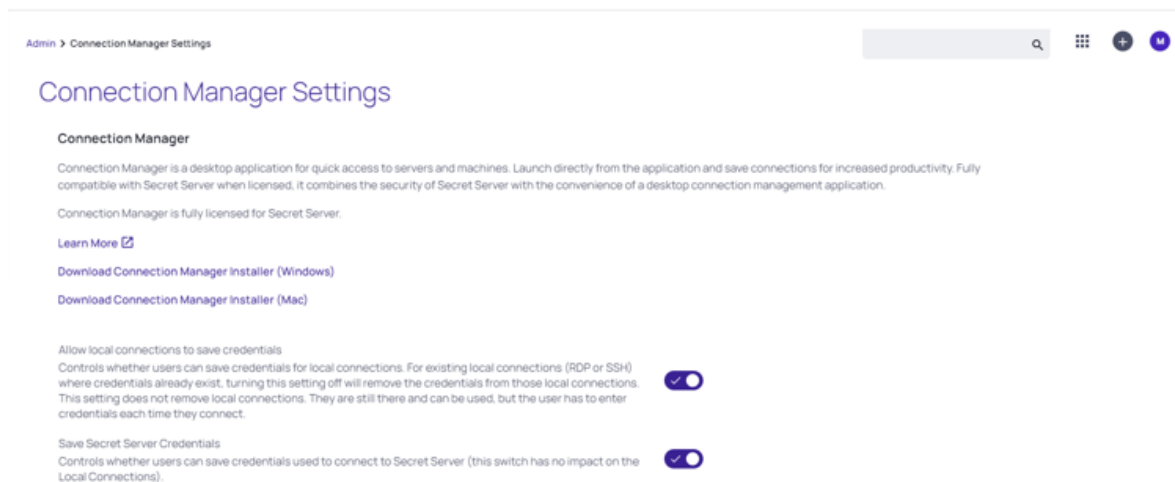 Admin > Connection Manager Settings
M
Connection Manager Settings
Connection Manager
Connection Manager is a desktop application for quick access to servers and machines. Launch directly from the application and save connections for increased productivity. Fully
compatible with Secret Server when licensed, it combines the security of Secret Server with the convenience of a desktop connection management application.
Connection Manager is fully licensed for Secret Server.
Learn More
Download Connection Manager Installer (Windows)
Download Connection Manager Installer (Mac)
Allow local connections to save credentials
Controls whether users can save credentials for local connections. For existing local connections (RDP or SSH)
where credentials already exist, turning this setting off will remove the credentials from those local connections.
This setting does not remove local connections. They are still there and can be used, but the user has to enter
credentials each time they connect.
Save Secret Server Credentials
Controls whether users can save credentials used to connect to Secret Server (this switch has no impact on the
Local Connections).